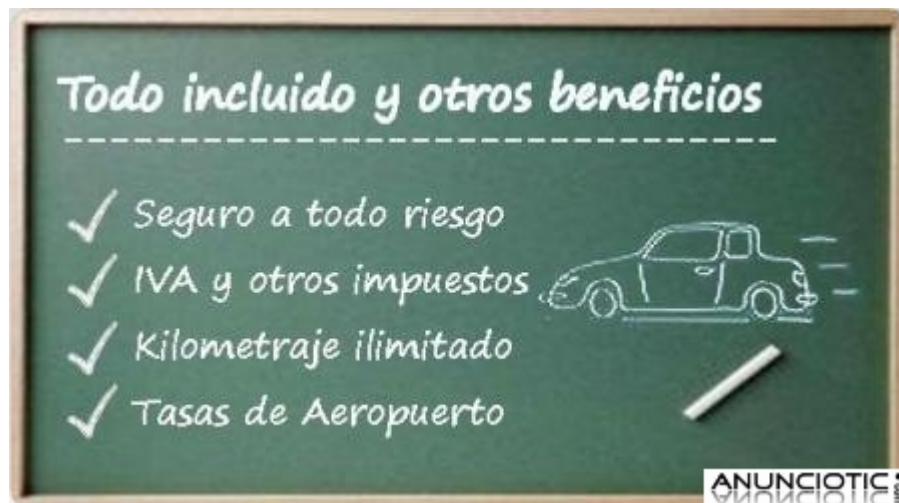 Todo incluido y otros beneficios
Seguro a todo riesgo
IVA y otros impuestos
Kilometraje ilimitado
Tasas de Aeropuerto
ANUNCIOTIC